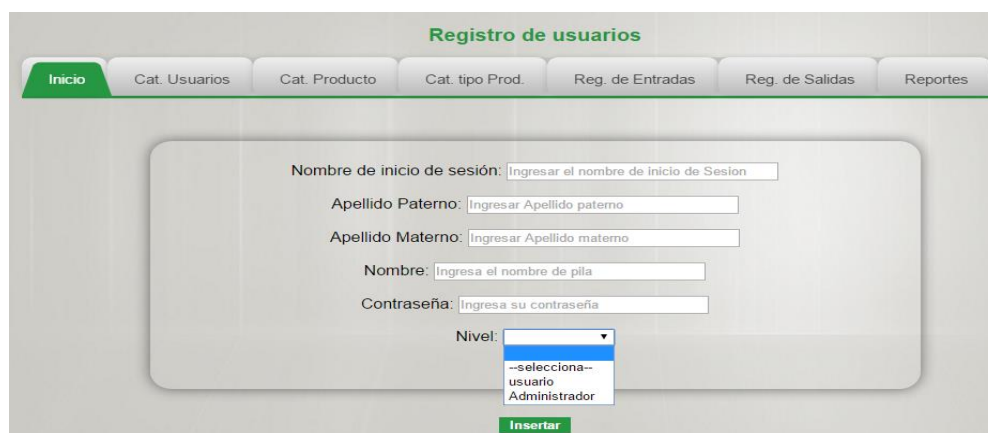 Registro de usuarios
Inicio Cat. Usuarios Cat. Producto Cat. tipo Prod. Reg. de Entradas Reg. de Salidas Reportes
Nombre de inicio de sesión: Ingresar el nombre de inicio de Sesion
Apellido Paterno: Ingresar Apellido paterno
Apellido Materno: Ingresar Apellido materno
Nombre: Ingresa el nombre de pila
Contraseña: Ingresa su contraseña
Nivel:
--selecciona--
usuario
Administrador
Insertar